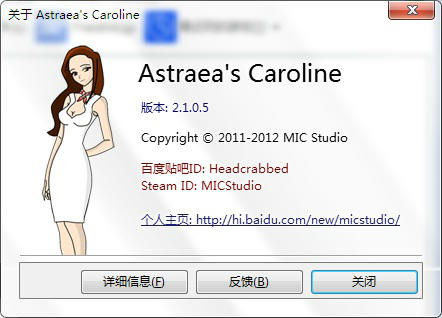 关于 Astraea's Caroline
Astraea's Caroline
版本: 2.1.0.5
Copyright © 2011-2012 MIC Studio
百度贴吧ID: Headcrabbed
Steam ID: MICStudio
个人主页: http://hi.baidu.com/new/micstudio/
详细信息(F)
反馈(B)
关闭